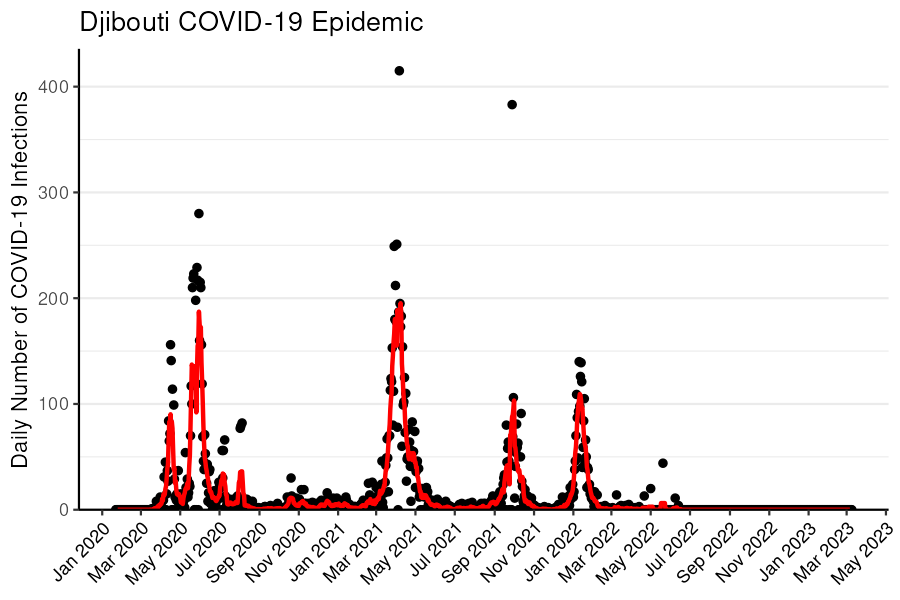 Djibouti COVID-19 Epidemic
Daily Number of COVID-19 Infections
400
300
200
100
0
Jan 2020
Mar 2020
May 2020
Jul 2020
Sep 2020
Nov 2020
Jan 2021
Mar 2021
May 2021
Jul 2021
Sep 2021
Nov 2021
Jan 2022
Mar 2022
May 2022
Jul 2022
Sep 2022
Nov 2022
Jan 2023
Mar 2023
May 2023